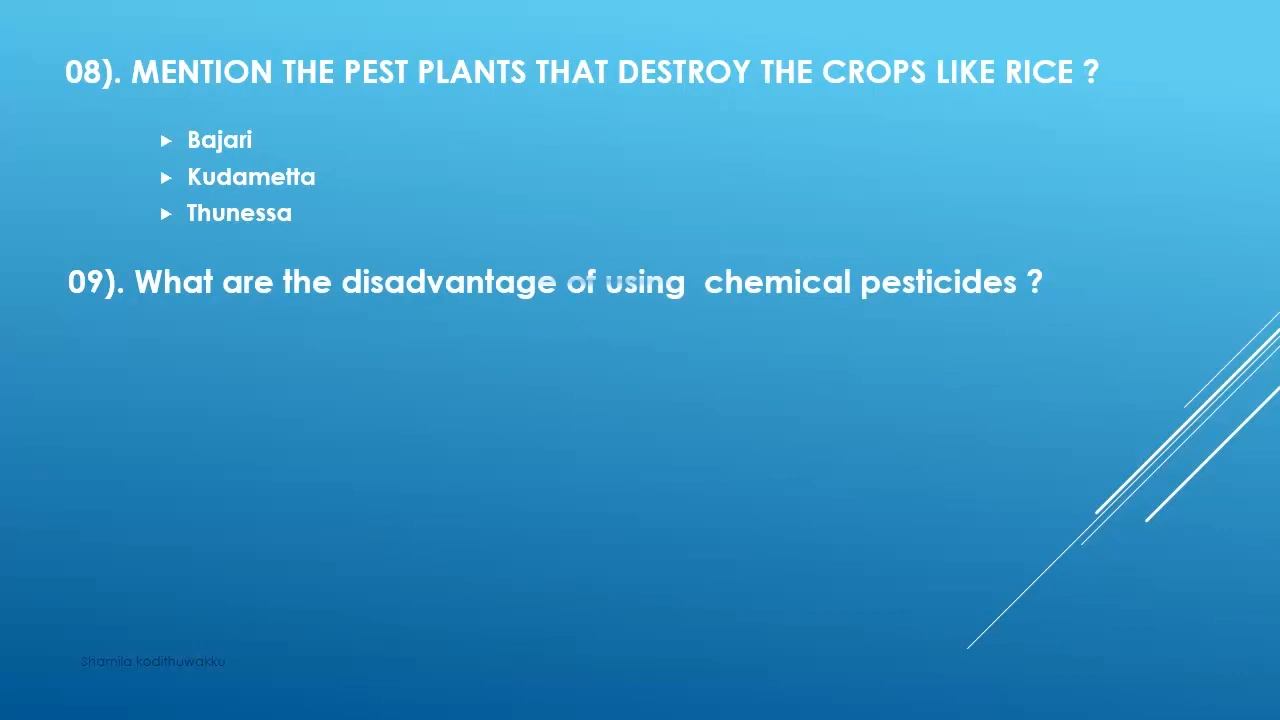 08). MENTION THE PEST PLANTS THAT DESTROY THE CROPS LIKE RICE ?
Bajari
Kudametta
Thunessa
09). What are the disadvantage of using chemical pesticides ?
Sharnila kodithuwakku